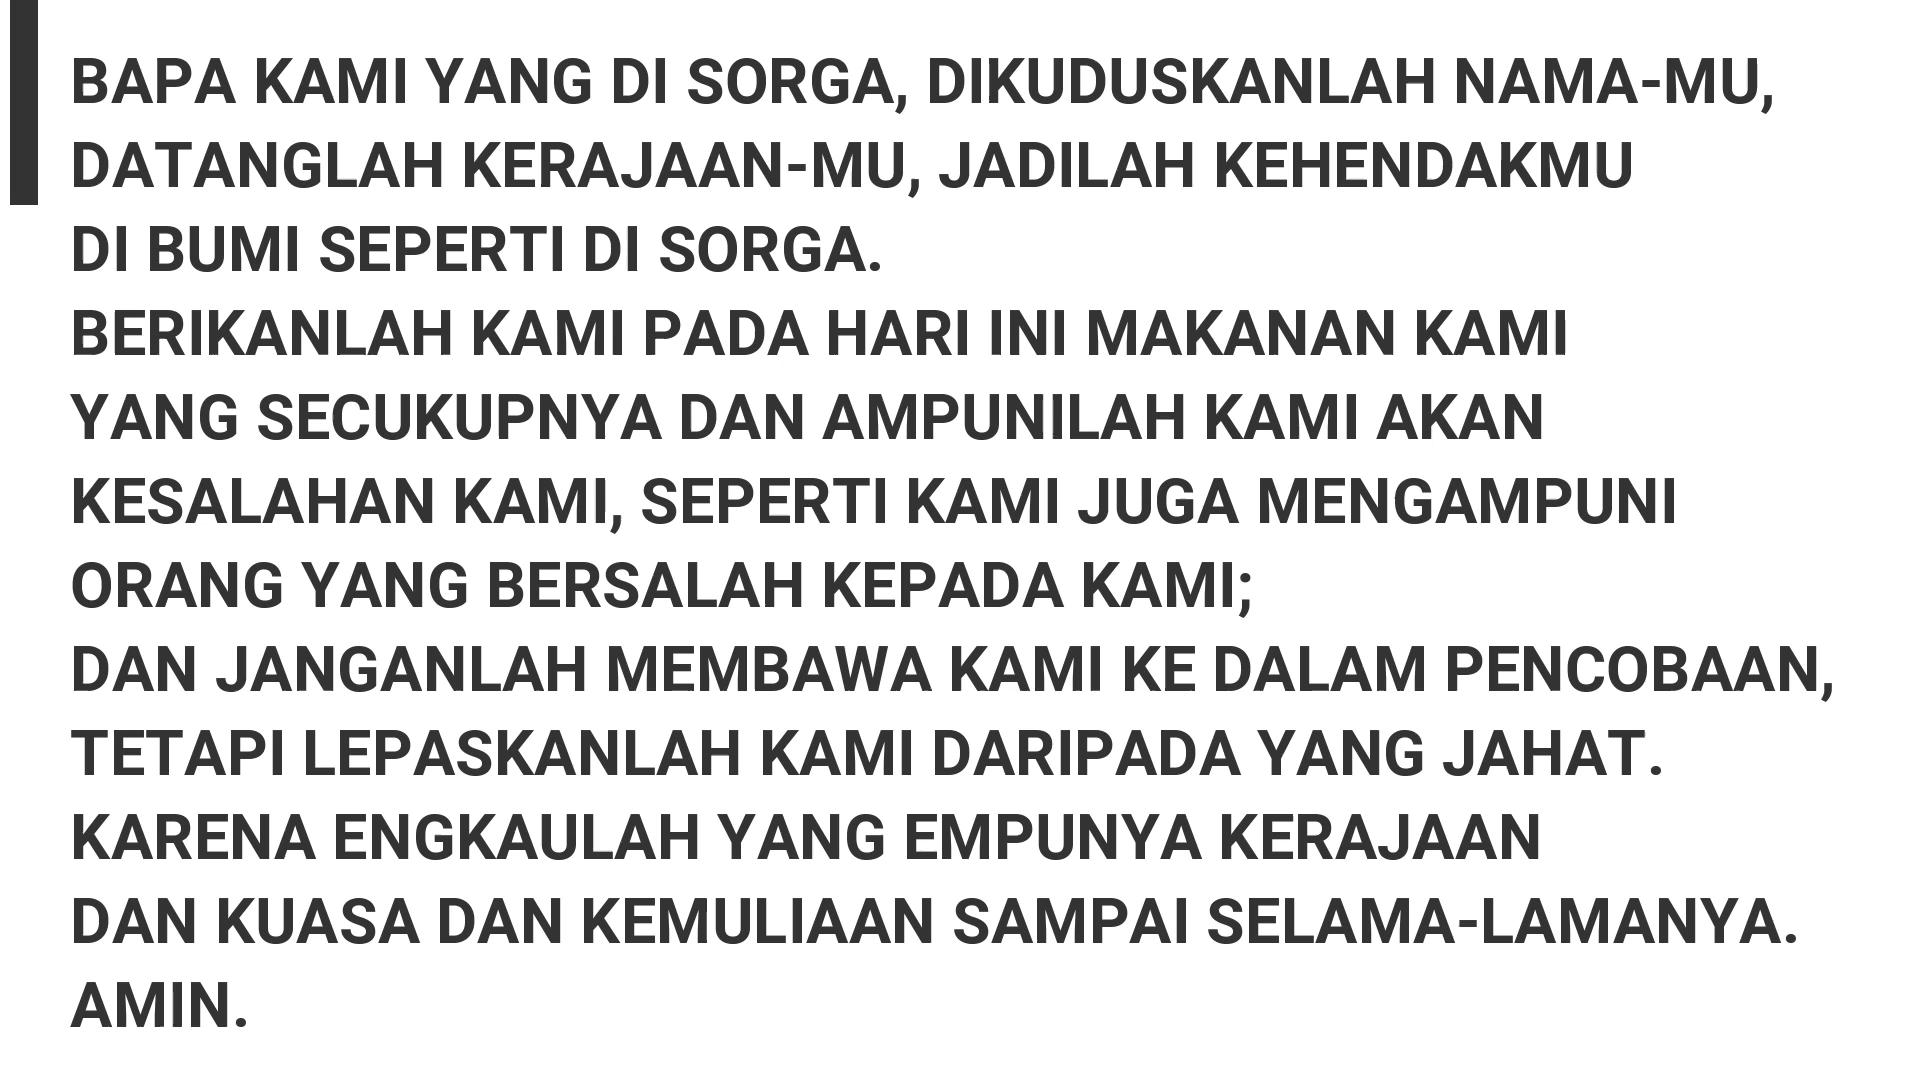 BAPA KAMI YANG DI SORGA, DIKUDUSKANLAH NAMA-MU,
DATANGLAH KERAJAAN-MU, JADILAH KEHENDAKMU
DI BUMI SEPERTI DI SORGA.
BERIKANLAH KAMI PADA HARI INI MAKANAN KAMI
YANG SECUKUPNYA DAN AMPUNILAH KAMI AKAN
KESALAHAN KAMI, SEPERTI KAMI JUGA MENGAMPUNI
ORANG YANG BERSALAH KEPADA KAMI;
DAN JANGANLAH MEMBAWA KAMI KE DALAM PENCOBAAN,
TETAPI LEPASKANLAH KAMI DARIPADA YANG JAHAT.
KARENA ENGKAULAH YANG EMPUNYA KERAJAAN
DAN KUASA DAN KEMULIAAN SAMPAI SELAMA-LAMANYA.
AMIN.